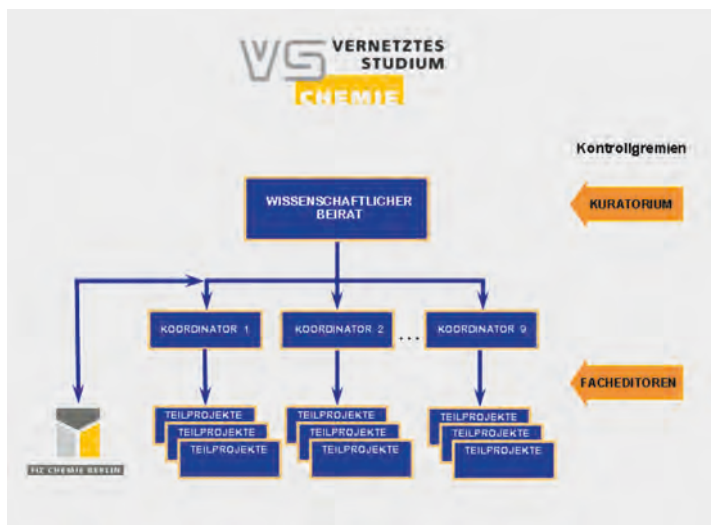 VS VERNETZTES
STUDIUM
CHEMIE
Kontrollgremien
WISSENSCHAFTLICHER
BEIRAT
KURATORIUM
KOORDINATOR 1
KOORDINATOR 2
...
KOORDINATOR 9
FACHEDITOREN
TEILPROJEKTE
TEILPROJEKTE
TEILPROJEKTE
TEILPROJEKTE
TEILPROJEKTE
TEILPROJEKTE
TEILPROJEKTE
TEILPROJEKTE
TEILPROJEKTE
FIZ CHEMIE BERLIN